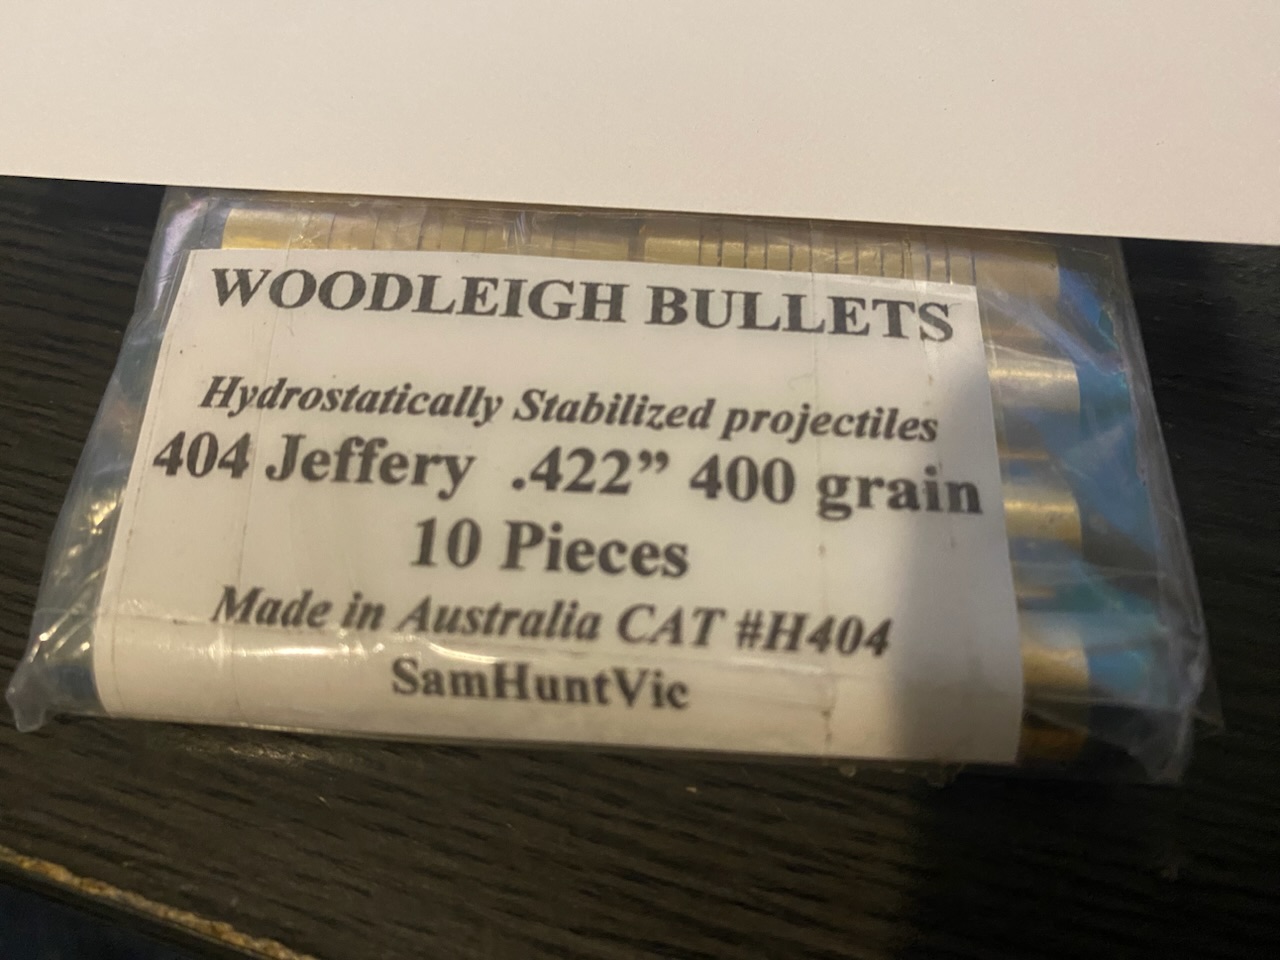 WOODLEIGH BULLETS
Hydrostatically Stabilized projectiles
404 Jeffery .422” 400 grain
10 Pieces
Made in Australia CAT #H404
SamHuntVic